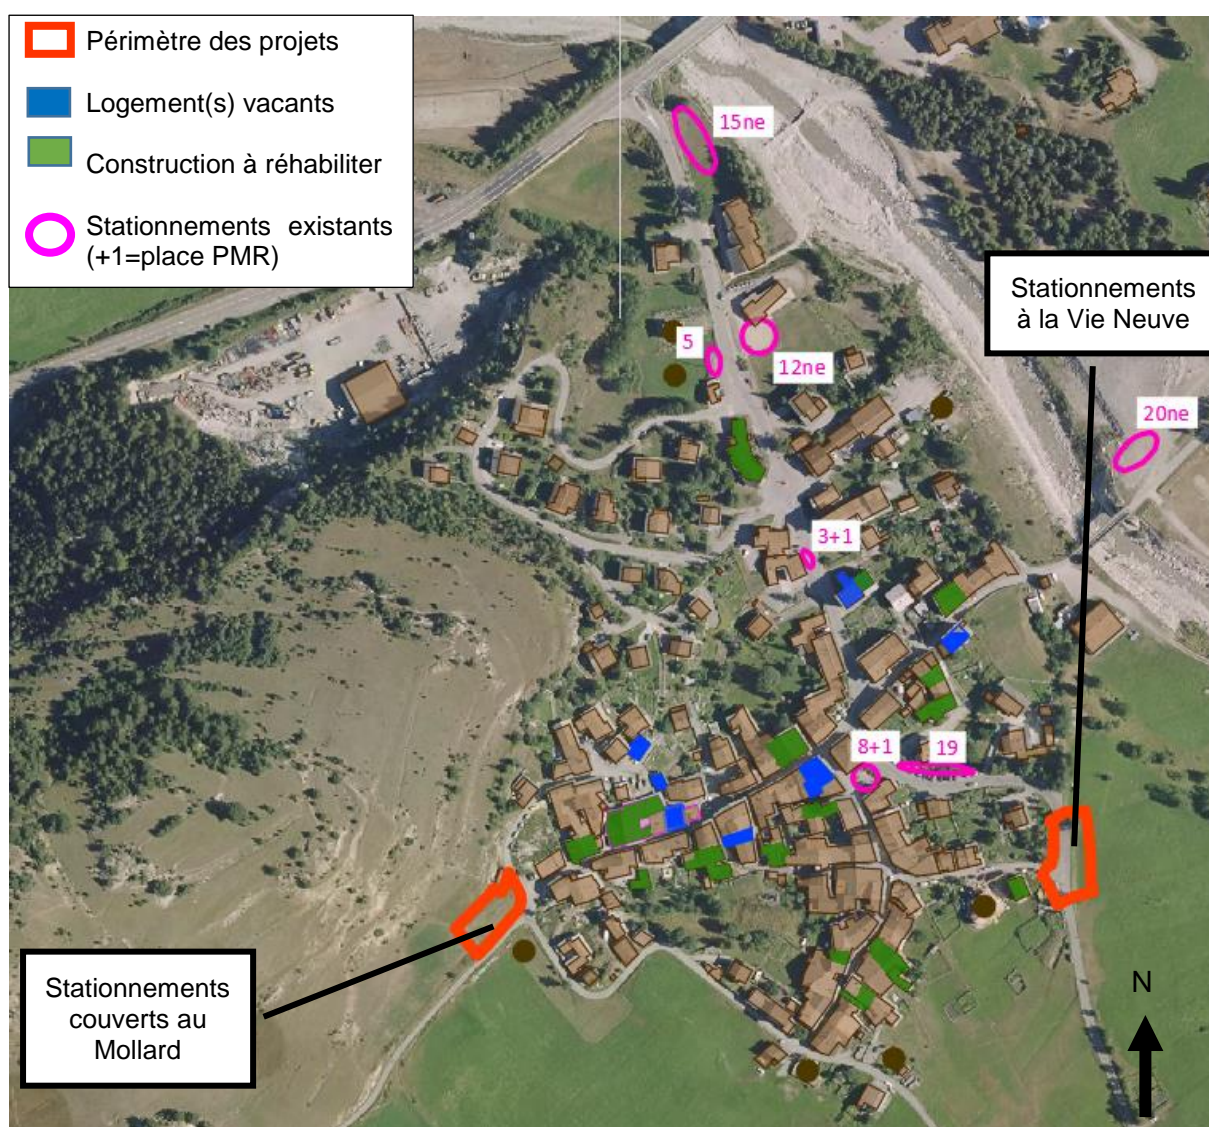 Périmètre des projets
Logement(s) vacants
Construction à réhabiliter
Stationnements existants
(+1=place PMR)
15ne
Stationnements
à la Vie Neuve
5
12ne
20ne
3+1
8+1
19
Stationnements
couverts au
Mollard
N